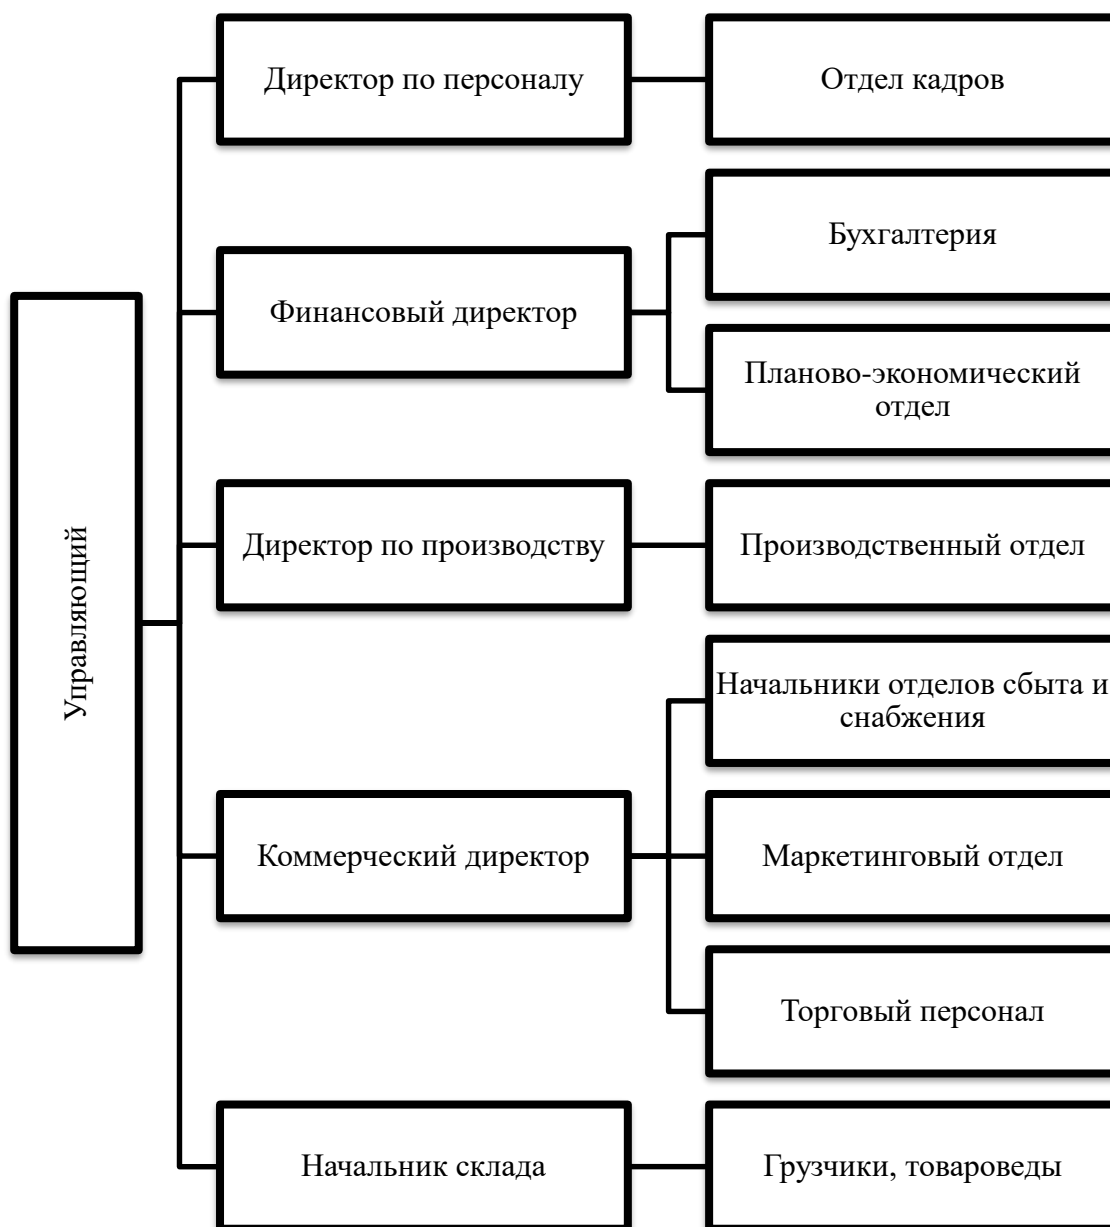 Директор по персоналу
Отдел кадров
Бухгалтерия
Финансовый директор
Планово-экономический
отдел
Управляющий
Директор по производству
Производственный отдел
Начальники отделов сбыта и
снабжения
Коммерческий директор
Маркетинговый отдел
Торговый персонал
Начальник склада
Грузчики, товароведы